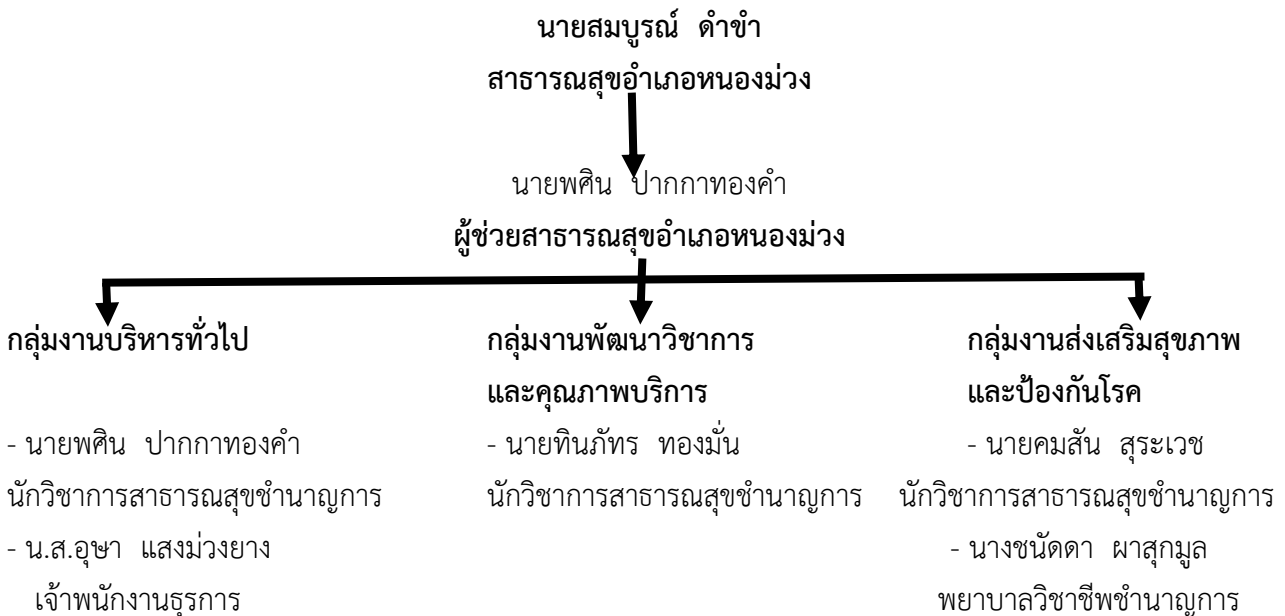 นายสมบูรณ์ ดำขำ
สาธารณสุขอำเภอหนองม่วง
นายพศิน ปากกาทองคำ
ผู้ช่วยสาธารณสุขอำเภอหนองม่วง
กลุ่มงานบริหารทั่วไป
- นายพศิน ปากกาทองคำ
นักวิชาการสาธารณสุขชำนาญการ
- น.ส.อุษา แสงม่วงยาง
เจ้าพนักงานธุรการ
กลุ่มงานพัฒนาวิชาการ
และคุณภาพบริการ
- นายทินภัทร ทองมั่น
นักวิชาการสาธารณสุขชำนาญการ
กลุ่มงานส่งเสริมสุขภาพ
และป้องกันโรค
- นายคมสัน สุระเวช
นักวิชาการสาธารณสุขชำนาญการ
- นางชนัดดา ผาสุกมูล
พยาบาลวิชาชีพชำนาญการ